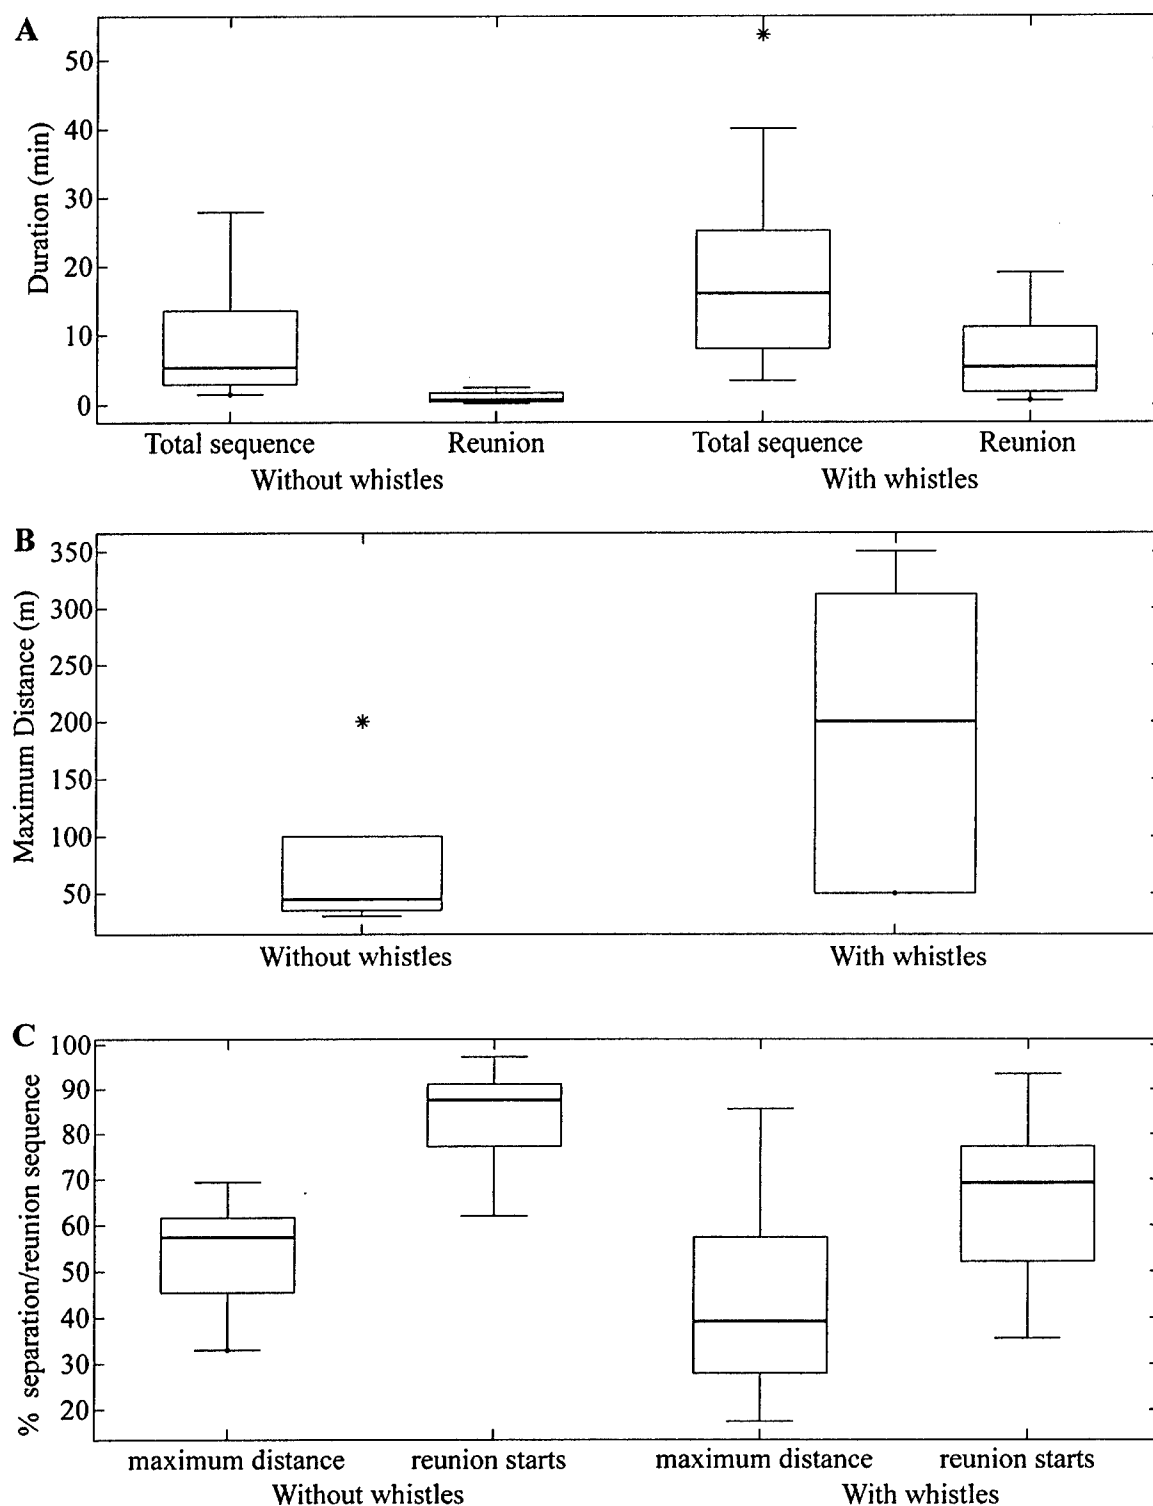 A
Duration (min)
50
40
30
20
10
0
Total sequence Reunion Total sequence Reunion
Without whistles With whistles
B
Maximum Distance (m)
350
300
250
200
150
100
50
Without whistles With whistles
C
% separation/reunion sequence
100
90
80
70
60
50
40
30
20
maximum distance reunion starts maximum distance reunion starts
Without whistles With whistles